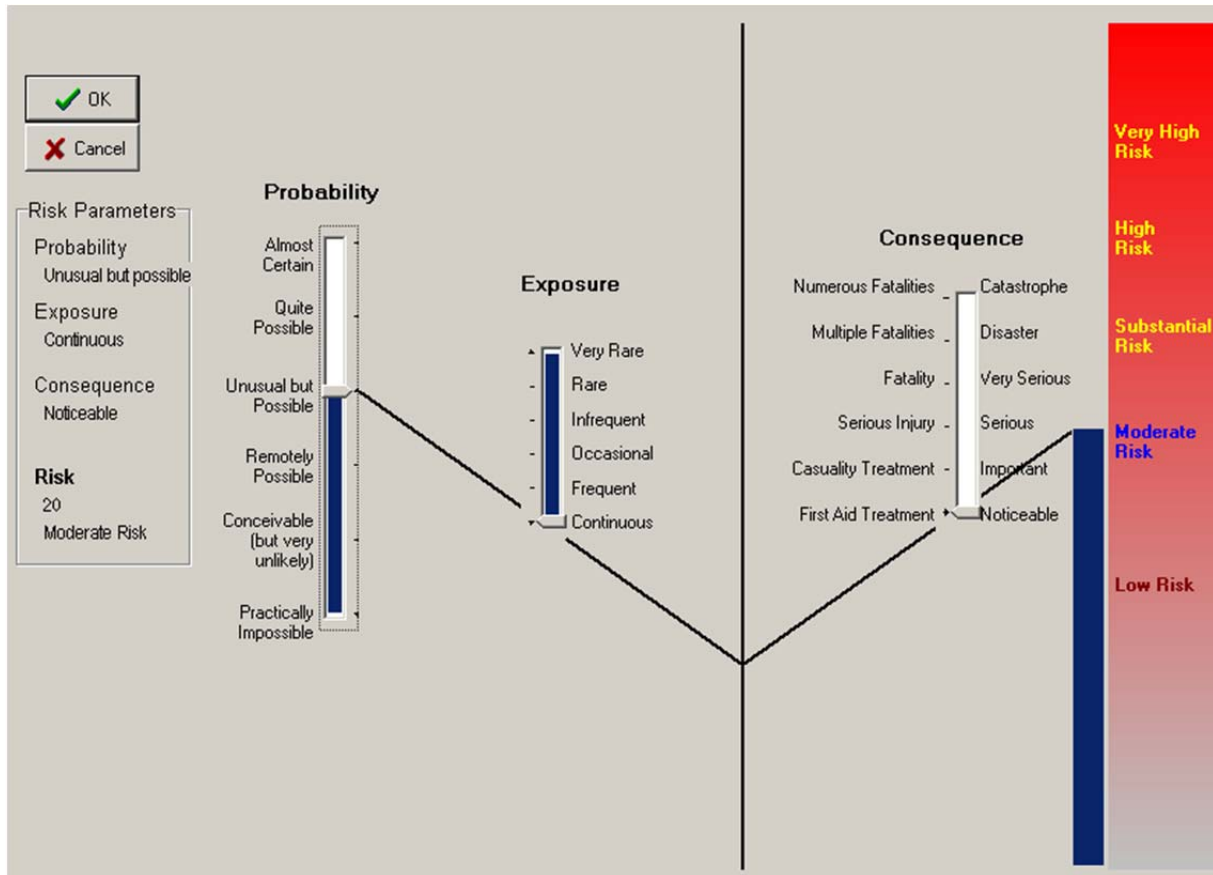 OK
Cancel
Risk Parameters
Probability
Unusual but possible
Exposure
Continuous
Consequence
Noticeable
Risk
20
Moderate Risk
Probability
Almost
Certain
Quite
Possible
Unusual but
Possible
Remotely
Possible
Conceivable
(but very
unlikely)
Practically
Impossible
Exposure
Very Rare
Rare
Infrequent
Occasional
Frequent
Continuous
Consequence
Numerous Fatalities
Catastrophe
Multiple Fatalities
Disaster
Fatality
Very Serious
Serious Injury
Serious
Casuality Treatment
Important
First Aid Treatment
Noticeable
Very High
Risk
High
Risk
Substantial
Risk
Moderate
Risk
Low Risk